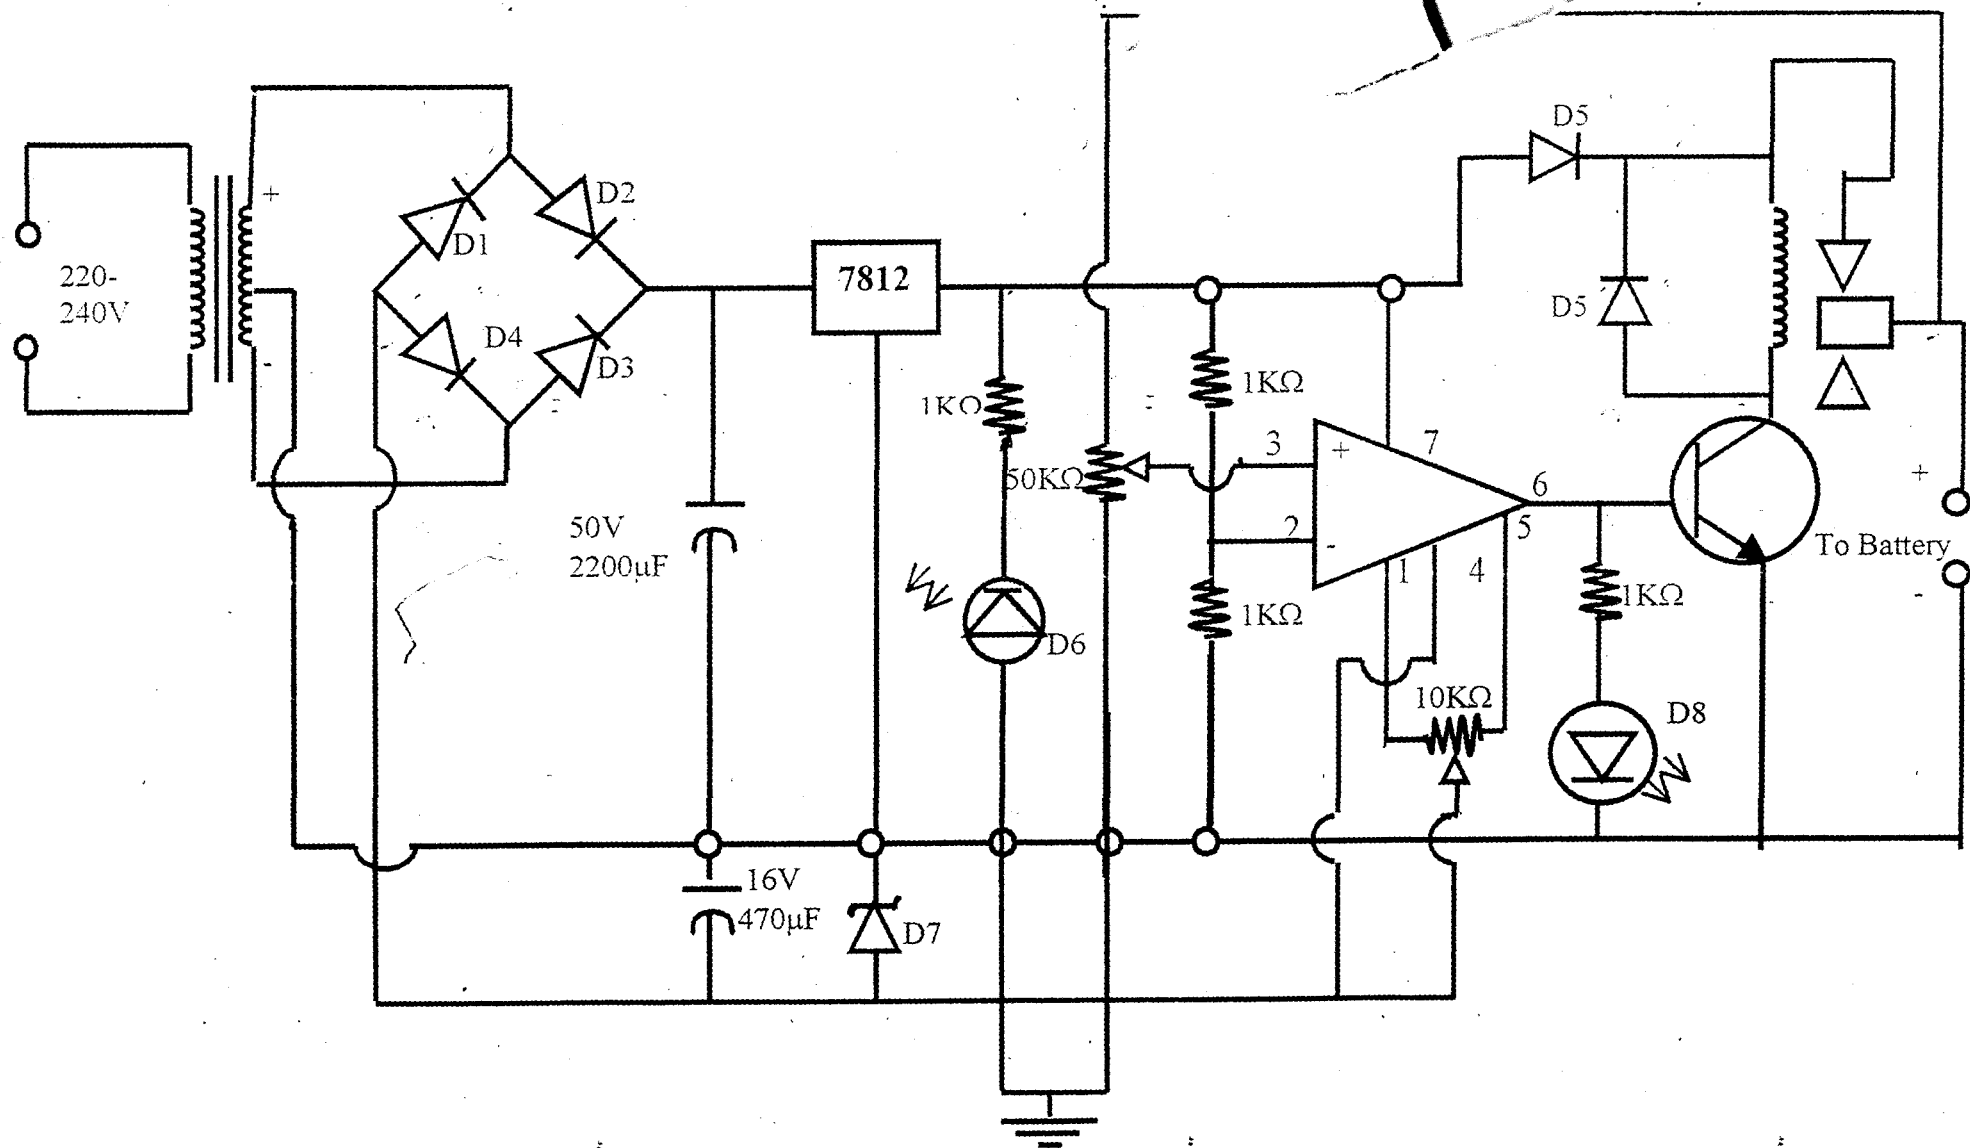 220-
240V
+
-
D1
D2
D4
D3
50V
2200µF
16V
470µF
7812
D7
1KΩ
D6
50KΩ
1KΩ
1KΩ
3
2
+
-
7
6
5
4
1
10KΩ
D5
D5
1KΩ
D8
+
To Battery
-